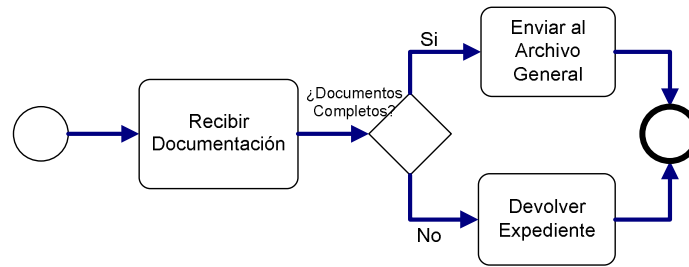 Recibir
Documentación
¿Documentos
Completos?
Si
Enviar al
Archivo
General
No
Devolver
Expediente